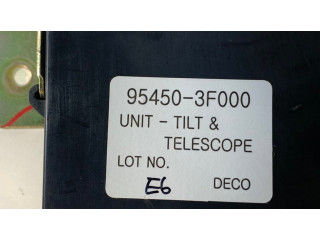 95450-3F000
UNIT - TILT &
TELESCOPE
LOT NO.
E6 DECO